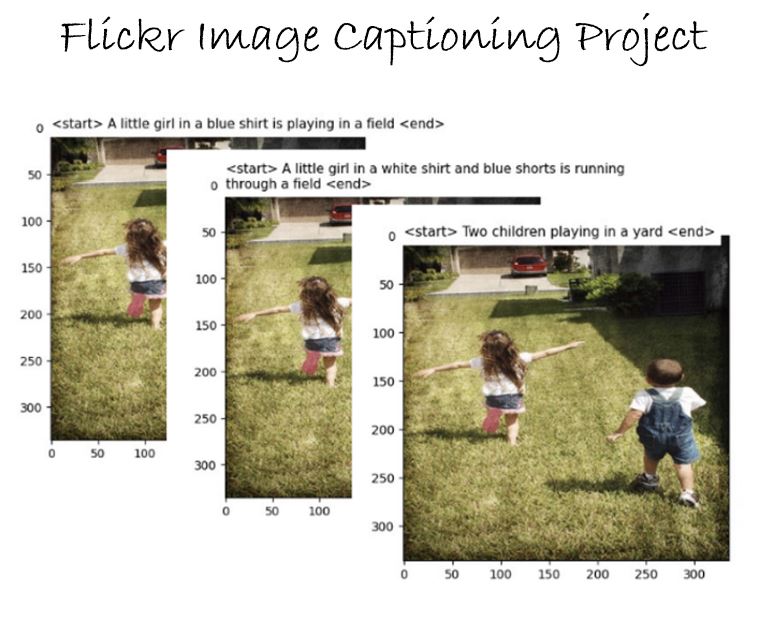 Flickr Image Captioning Project
<start> A little girl in a blue shirt is playing in a field <end>
0
50
100
150
200
250
300
0 50 100
<start> A little girl in a white shirt and blue shorts is running
through a field <end>
0
50
100
150
200
250
300
0 50 100
<start> Two children playing in a yard <end>
0
50
100
150
200
250
300
0 50 100 150 200 250 300